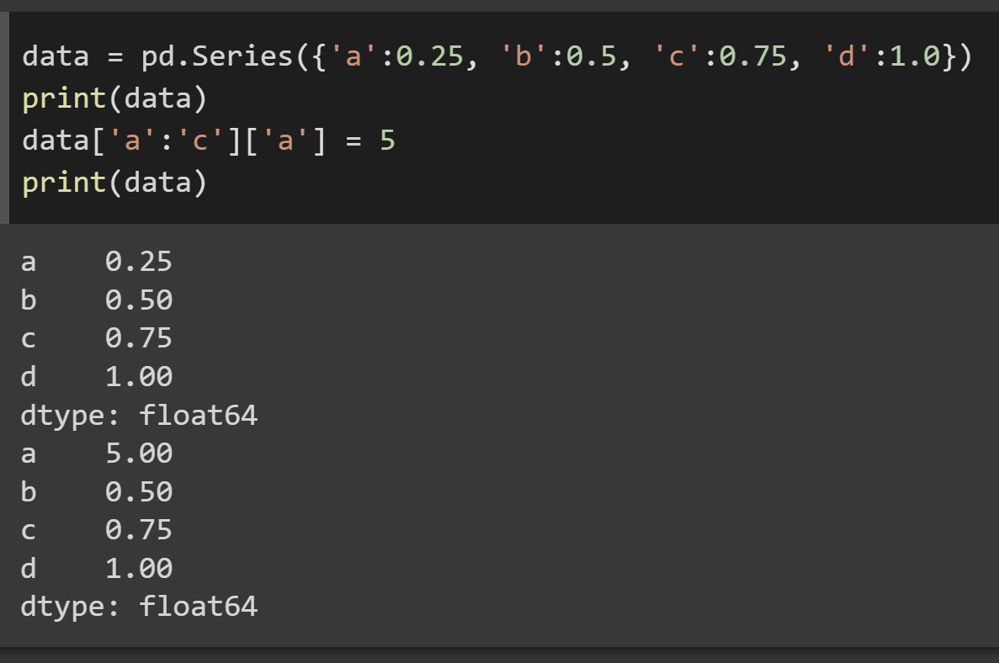 data = pd.Series({'a':0.25, 'b':0.5, 'c':0.75, 'd':1.0})
print(data)
data['a':'c']['a'] = 5
print(data)
a    0.25
b    0.50
c    0.75
d    1.00
dtype: float64
a    5.00
b    0.50
c    0.75
d    1.00
dtype: float64